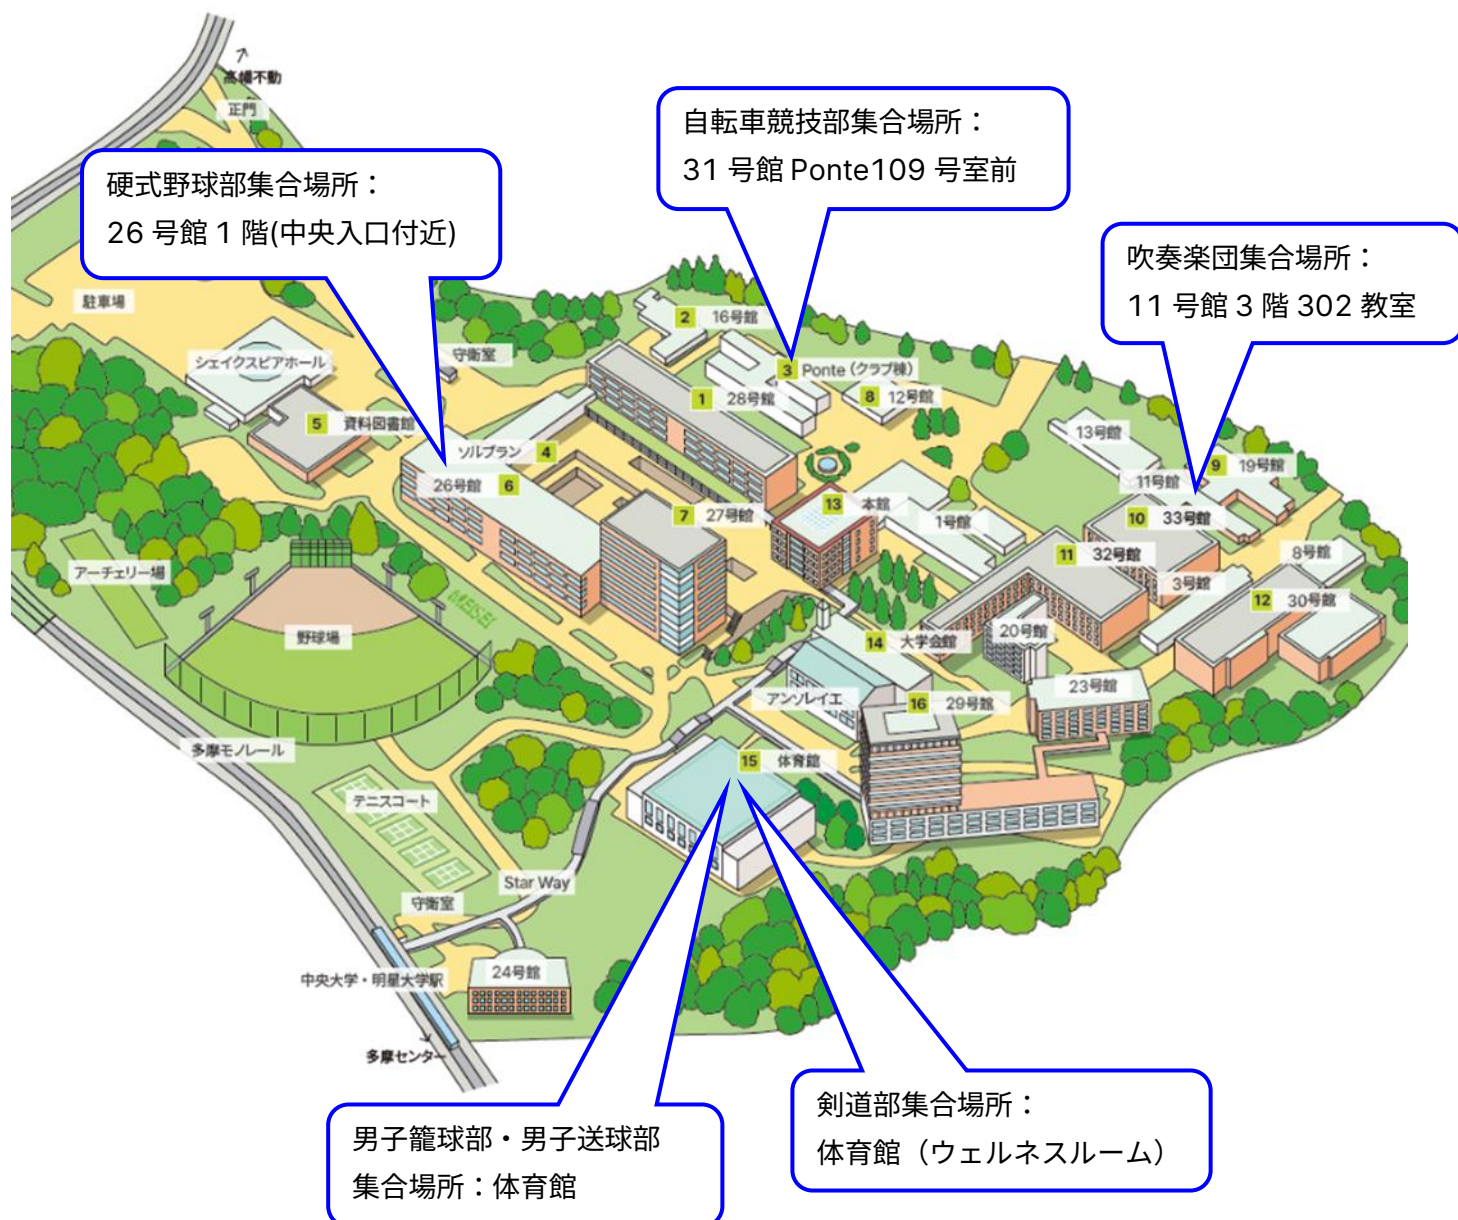 高幡不動
正門
自転車競技部集合場所：
31 号館 Ponte109 号室前
硬式野球部集合場所：
26 号館 1 階(中央入口付近)
吹奏楽団集合場所：
11 号館 3 階 302 教室
駐車場
シェイクスピアホール
守衛室
2 16号館
3 Ponte（クラブ棟）
1 28号館
8 12号館
5 資料図書館
ソルプラン 4
26号館 6
7 27号館
13 本館
1号館
13号館
9 19号館
11号館
10 33号館
11 32号館
8号館
3号館
12 30号館
アーチェリー場
MEISEI
野球場
20号館
14 大学会館
23号館
アンソレイエ
16 29号館
多摩モノレール
15 体育館
テニスコート
Star Way
守衛室
中央大学・明星大学駅
24号館
多摩センター
男子籠球部・男子送球部
集合場所：体育館
剣道部集合場所：
体育館（ウェルネスルーム）